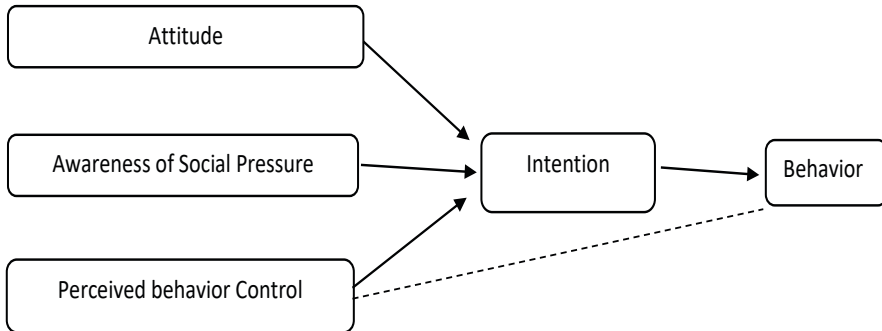 Attitude
Awareness of Social Pressure
Intention
Behavior
Perceived behavior Control